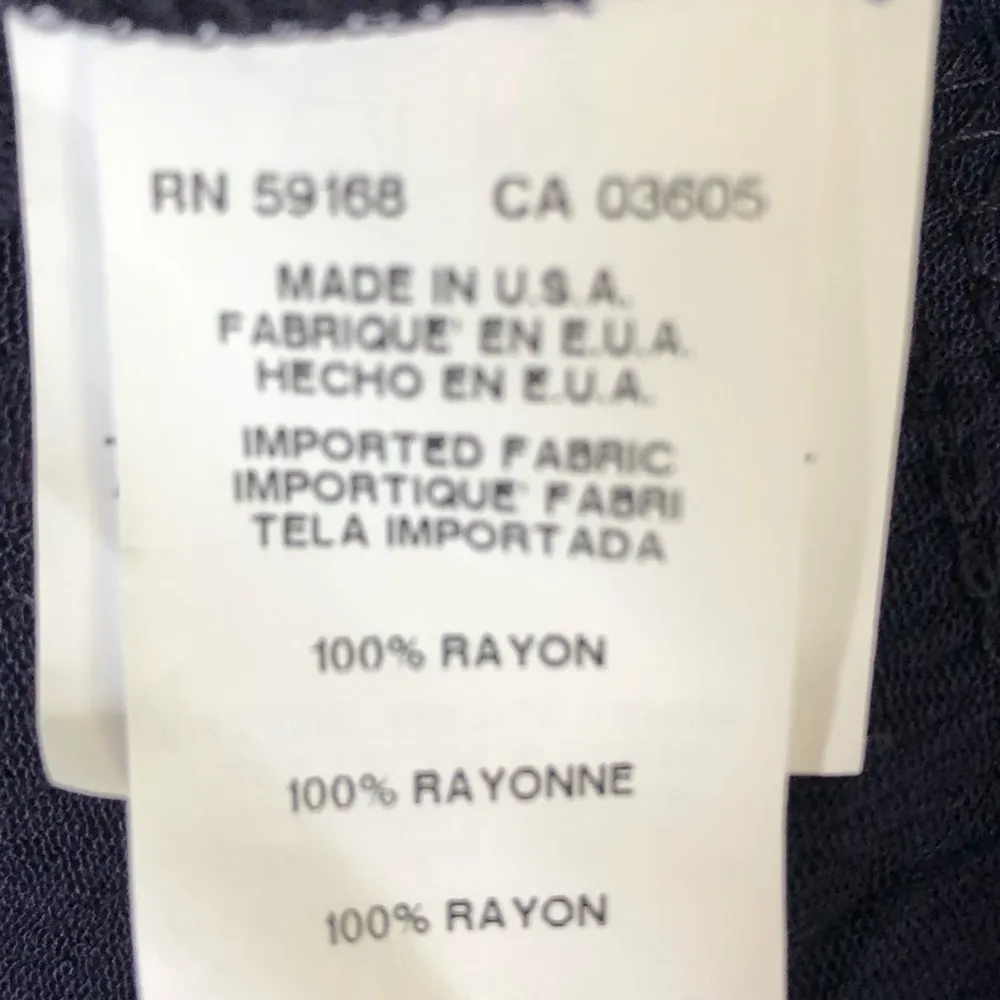 RN 59168 CA 03605
MADE IN U.S.A.
FABRIQUE' EN E.U.A.
HECHO EN E.U.A.
IMPORTED FABRIC
IMPORTIQUE' FABRI
TELA IMPORTADA
100% RAYON
100% RAYONNE
100% RAYON